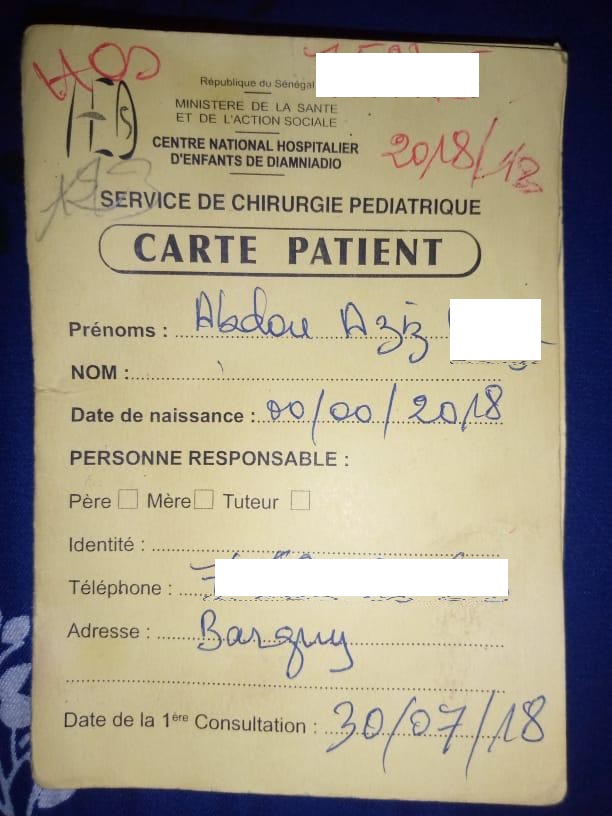 HOS
République du Sénégal
MINISTERE DE LA SANTE
ET DE L'ACTION SOCIALE
CENTRE NATIONAL HOSPITALIER
D'ENFANTS DE DIAMNIADIO
2018/12
123
SERVICE DE CHIRURGIE PEDIATRIQUE
CARTE PATIENT
Prénoms : Abdou Aziz
NOM :
Date de naissance : 00/00/2018
PERSONNE RESPONSABLE :
Père Mère Tuteur
Identité :
Téléphone :
Adresse : Bargny
Date de la 1ère Consultation : 30/07/18